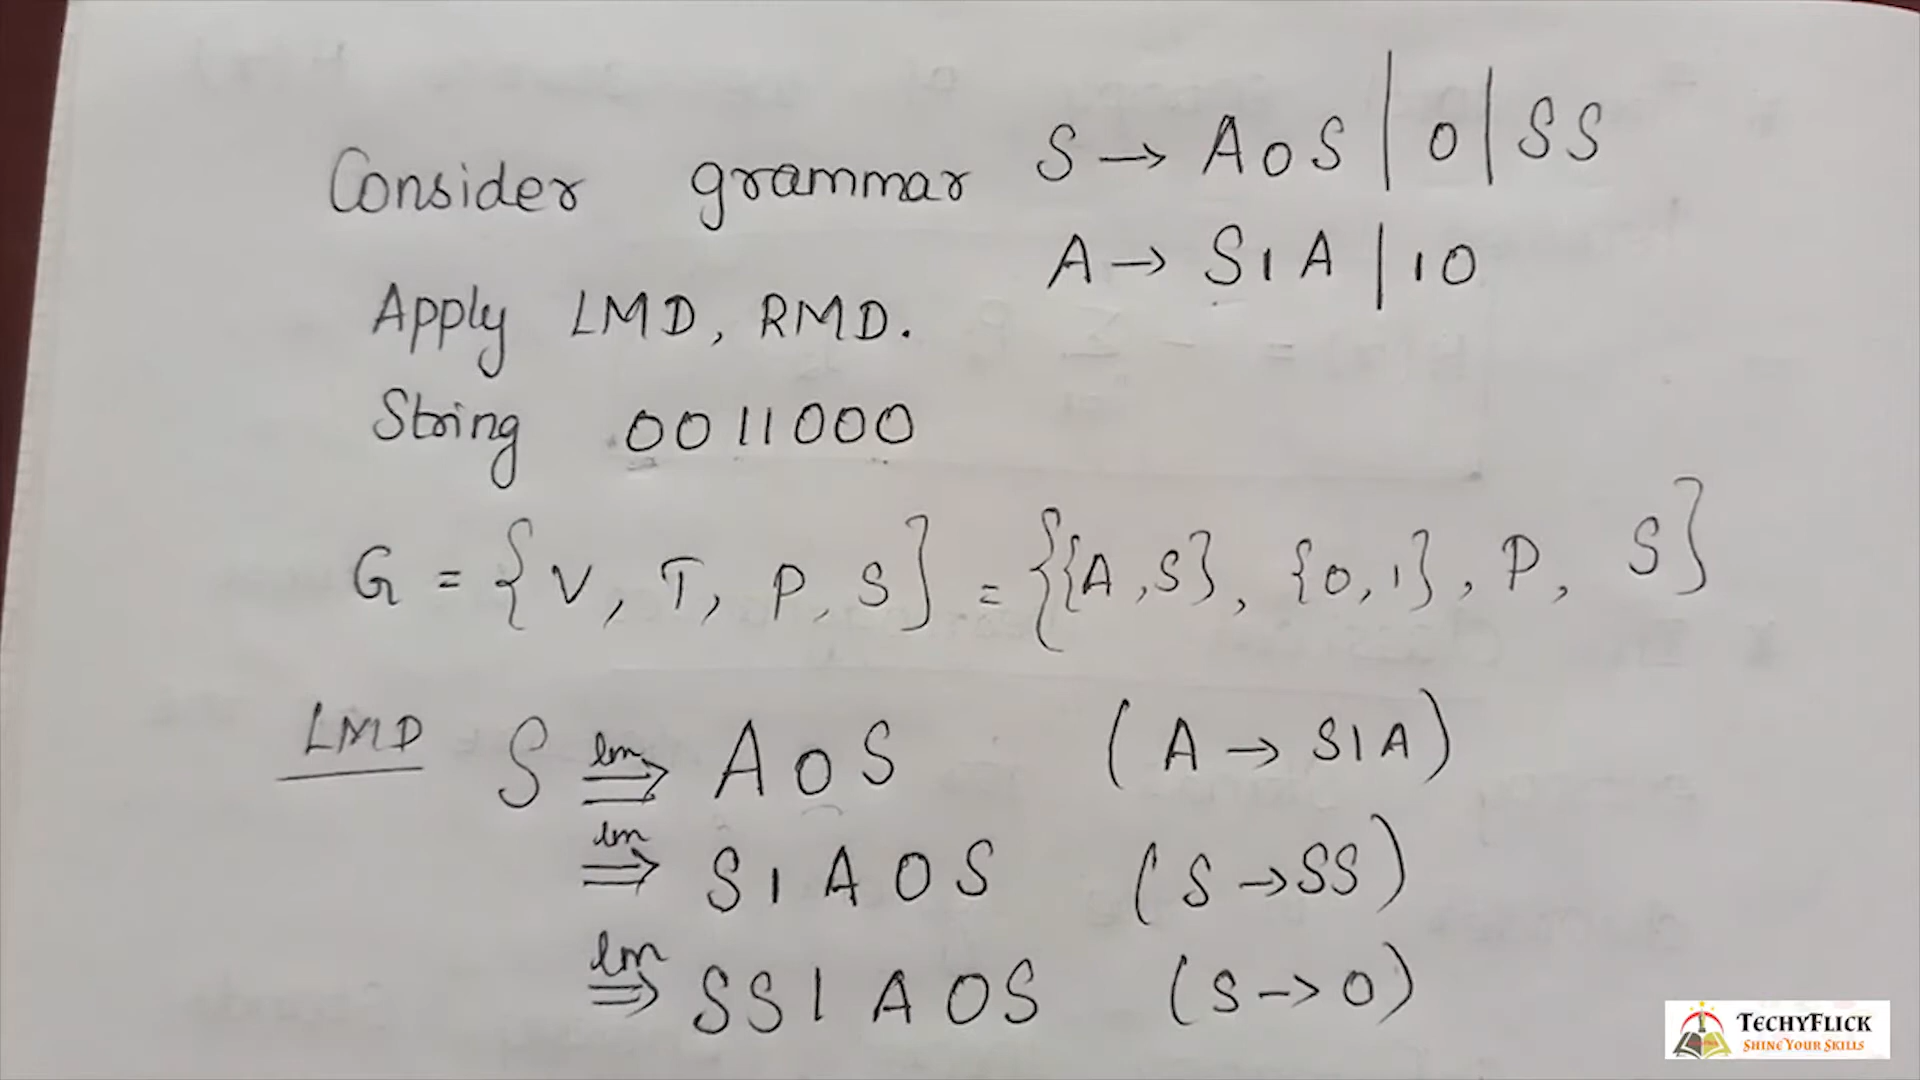 Consider grammar S → A0S | 0 | SS
A → S1A | 10
Apply LMD, RMD.
String 0011000
G = {V, T, P, S} = {{A, S}, {0, 1}, P, S}
LMD S lm⇒ A0S (A → S1A)
lm⇒ S1A0S (S → SS)
lm⇒ SS1A0S (S → 0)
TECHYFLICK
SHINE YOUR SKILLS